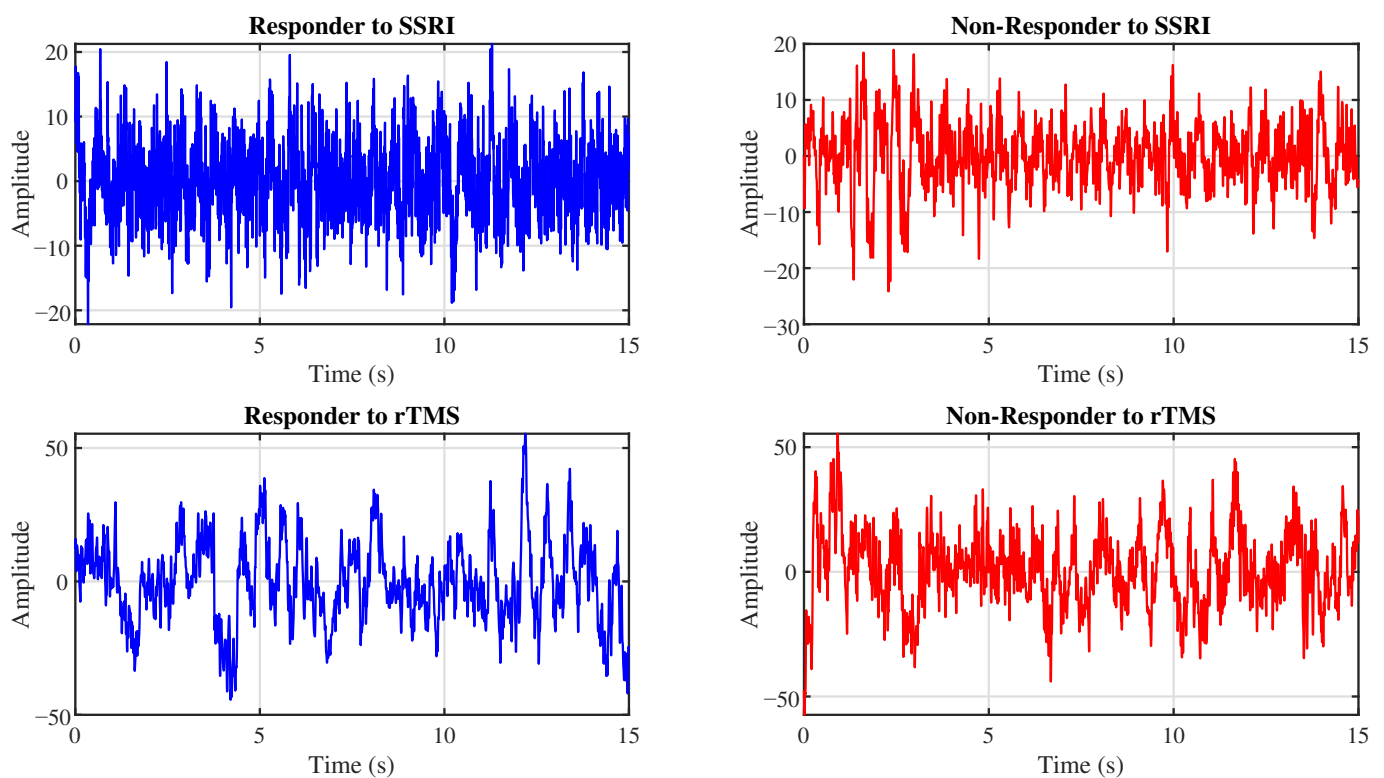 Responder to SSRI
20
10
0
−10
−20
Amplitude
0 5 10 15
Time (s)
Non-Responder to SSRI
20
10
0
−10
−20
−30
Amplitude
0 5 10 15
Time (s)
Responder to rTMS
50
0
−50
Amplitude
0 5 10 15
Time (s)
Non-Responder to rTMS
50
0
−50
Amplitude
0 5 10 15
Time (s)